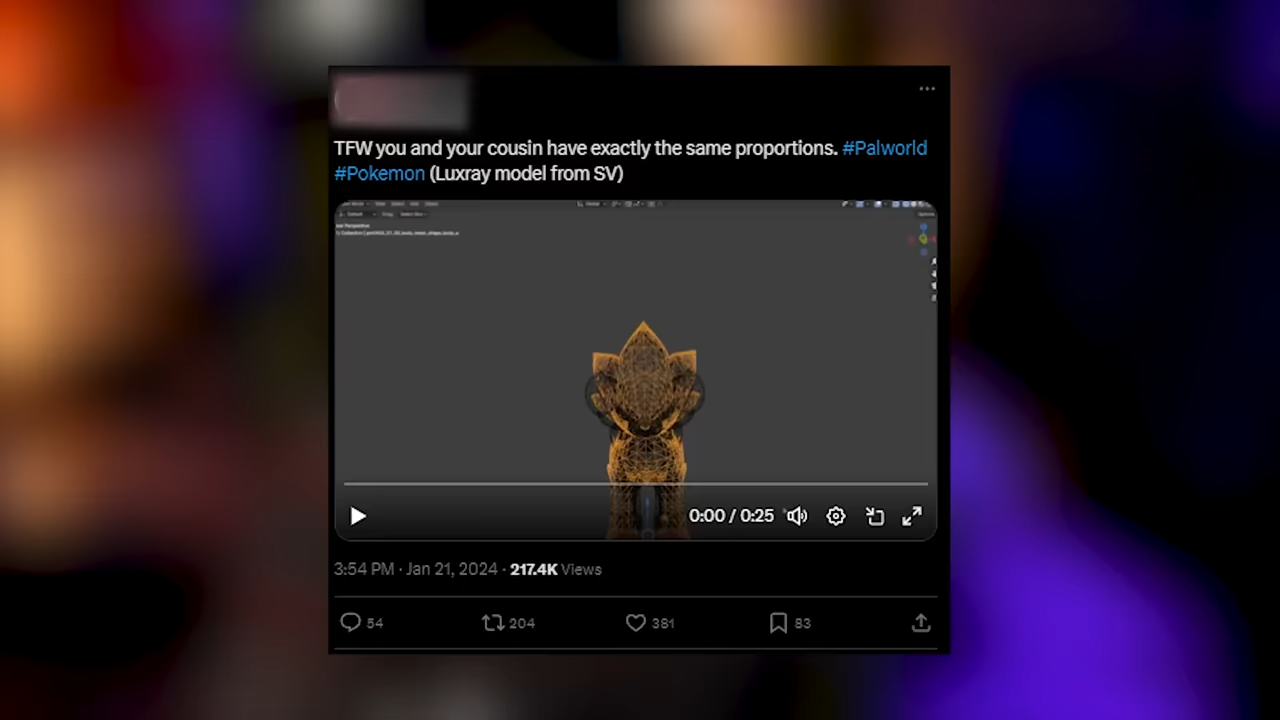 TFW you and your cousin have exactly the same proportions. #Palworld
#Pokemon (Luxray model from SV)
0:00 / 0:25
3:54 PM · Jan 21, 2024 · 217.4K Views
54 204 381 83